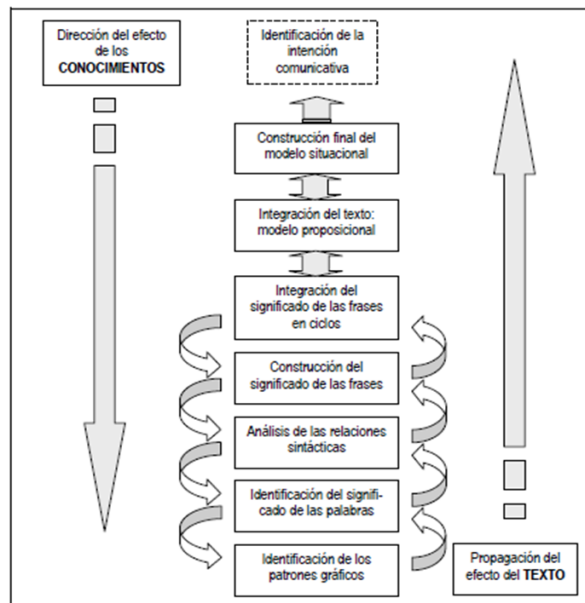 Dirección del efecto
de los
CONOCIMIENTOS
Identificación de la
intención
comunicativa
Construcción final del
modelo situacional
Integración del texto:
modelo proposicional
Integración del
significado de las frases
en ciclos
Construcción del
significado de las frases
Análisis de las relaciones
sintácticas
Identificación del signifi-
cado de las palabras
Identificación de los
patrones gráficos
Propagación del
efecto del TEXTO